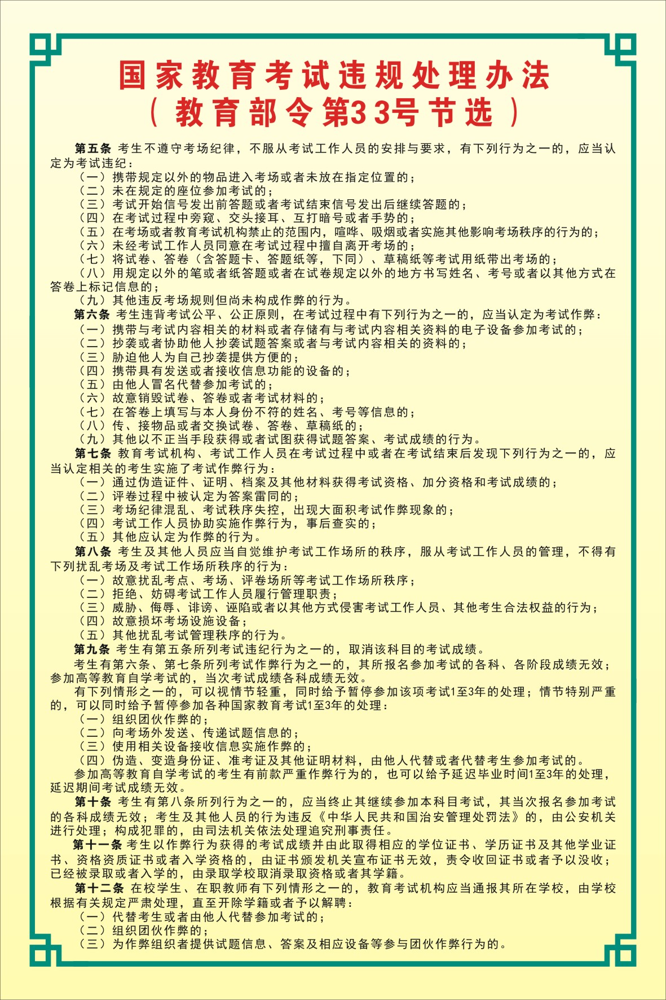 国家教育考试违规处理办法
（教育部令第33号节选）
第五条 考生不遵守考场纪律，不服从考试工作人员的安排与要求，有下列行为之一的，应当认
定为考试违纪：
（一）携带规定以外的物品进入考场或者未放在指定位置的；
（二）未在规定的座位参加考试的；
（三）考试开始信号发出前答题或者考试结束信号发出后继续答题的；
（四）在考试过程中旁窥、交头接耳、互打暗号或者手势的；
（五）在考场或者教育考试机构禁止的范围内，喧哗、吸烟或者实施其他影响考场秩序的行为的；
（六）未经考试工作人员同意在考试过程中擅自离开考场的；
（七）将试卷、答卷（含答题卡、答题纸等，下同）、草稿纸等考试用纸带出考场的；
（八）用规定以外的笔或者纸答题或者在试卷规定以外的地方书写姓名、考号或者以其他方式在
答卷上标记信息的；
（九）其他违反考场规则但尚未构成作弊的行为。
第六条 考生违背考试公平、公正原则，在考试过程中有下列行为之一的，应当认定为考试作弊：
（一）携带与考试内容相关的材料或者存储有与考试内容相关资料的电子设备参加考试的；
（二）抄袭或者协助他人抄袭试题答案或者与考试内容相关的资料的；
（三）胁迫他人为自己抄袭提供方便的；
（四）携带具有发送或者接收信息功能的设备的；
（五）由他人冒名代替参加考试的；
（六）故意销毁试卷、答卷或者考试材料的；
（七）在答卷上填写与本人身份不符的姓名、考号等信息的；
（八）传、接物品或者交换试卷、答卷、草稿纸的；
（九）其他以不正当手段获得或者试图获得试题答案、考试成绩的行为。
第七条 教育考试机构、考试工作人员在考试过程中或者在考试结束后发现下列行为之一的，应
当认定相关的考生实施了考试作弊行为：
（一）通过伪造证件、证明、档案及其他材料获得考试资格、加分资格和考试成绩的；
（二）评卷过程中被认定为答案雷同的；
（三）考场纪律混乱、考试秩序失控，出现大面积考试作弊现象的；
（四）考试工作人员协助实施作弊行为，事后查实的；
（五）其他应认定为作弊的行为。
第八条 考生及其他人员应当自觉维护考试工作场所的秩序，服从考试工作人员的管理，不得有
下列扰乱考场及考试工作场所秩序的行为：
（一）故意扰乱考点、考场、评卷场所等考试工作场所秩序；
（二）拒绝、妨碍考试工作人员履行管理职责；
（三）威胁、侮辱、诽谤、诬陷或者以其他方式侵害考试工作人员、其他考生合法权益的行为；
（四）故意损坏考场设施设备；
（五）其他扰乱考试管理秩序的行为。
第九条 考生有第五条所列考试违纪行为之一的，取消该科目的考试成绩。
考生有第六条、第七条所列考试作弊行为之一的，其所报名参加考试的各科、各阶段成绩无效；
参加高等教育自学考试的，当次考试成绩各科成绩无效。
有下列情形之一的，可以视情节轻重，同时给予暂停参加该项考试1至3年的处理；情节特别严重
的，可以同时给予暂停参加各种国家教育考试1至3年的处理：
（一）组织团伙作弊的；
（二）向考场外发送、传递试题信息的；
（三）使用相关设备接收信息实施作弊的；
（四）伪造、变造身份证、准考证及其他证明材料，由他人代替或者代替考生参加考试的。
参加高等教育自学考试的考生有前款严重作弊行为的，也可以给予延迟毕业时间1至3年的处理，
延迟期间考试成绩无效。
第十条 考生有第八条所列行为之一的，应当终止其继续参加本科目考试，其当次报名参加考试
的各科成绩无效；考生及其他人员的行为违反《中华人民共和国治安管理处罚法》的，由公安机关
进行处理；构成犯罪的，由司法机关依法处理追究刑事责任。
第十一条 考生以作弊行为获得的考试成绩并由此取得相应的学位证书、学历证书及其他学业证
书、资格资质证书或者入学资格的，由证书颁发机关宣布证书无效，责令收回证书或者予以没收；
已经被录取或者入学的，由录取学校取消录取资格或者其学籍。
第十二条 在校学生、在职教师有下列情形之一的，教育考试机构应当通报其所在学校，由学校
根据有关规定严肃处理，直至开除学籍或者予以解聘：
（一）代替考生或者由他人代替参加考试的；
（二）组织团伙作弊的；
（三）为作弊组织者提供试题信息、答案及相应设备等参与团伙作弊行为的。